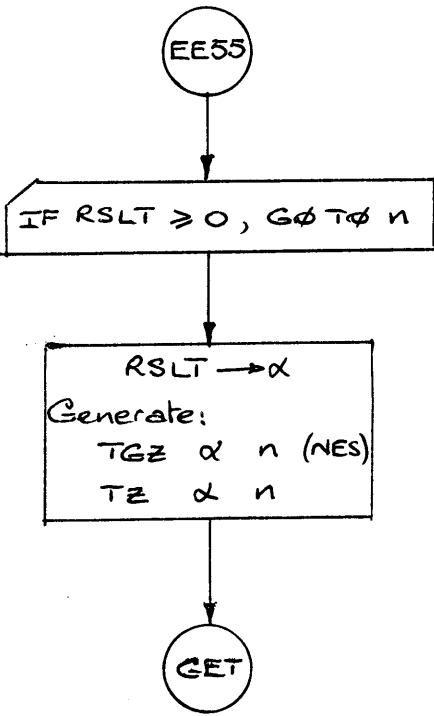 EE55
IF RSLT ⩾ 0, GØ TØ n
RSLT → α
Generate:
TGZ α n (NES)
TZ α n
GET